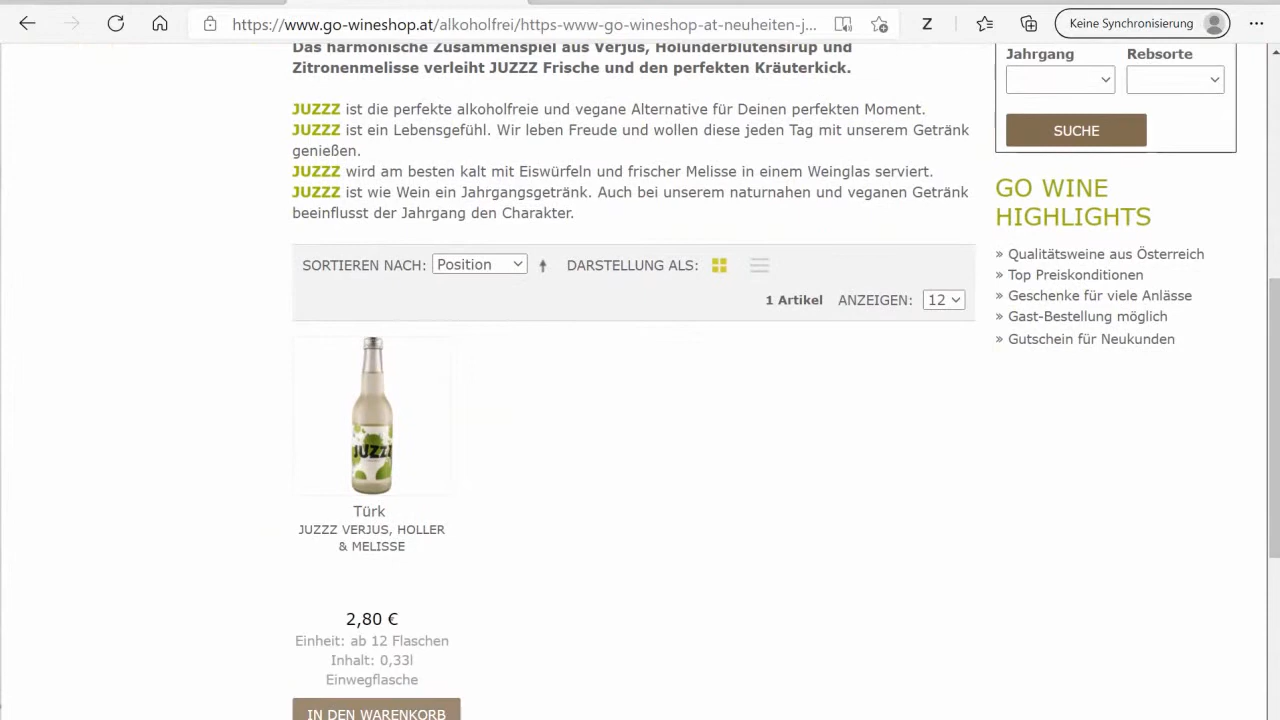 https://www.go-wineshop.at/alkoholfrei/https-www-go-wineshop-at-neuheiten-j...
Z
Keine Synchronisierung
Das harmonische Zusammenspiel aus Verjus, Holunderblütensirup und
Zitronenmelisse verleiht JUZZZ Frische und den perfekten Kräuterkick.
JUZZZ ist die perfekte alkoholfreie und vegane Alternative für Deinen perfekten Moment.
JUZZZ ist ein Lebensgefühl. Wir leben Freude und wollen diese jeden Tag mit unserem Getränk
genießen.
JUZZZ wird am besten kalt mit Eiswürfeln und frischer Melisse in einem Weinglas serviert.
JUZZZ ist wie Wein ein Jahrgangsgetränk. Auch bei unserem naturnahen und veganen Getränk
beeinflusst der Jahrgang den Charakter.
SORTIEREN NACH: Position DARSTELLUNG ALS:
1 Artikel ANZEIGEN: 12
JUZZZ
Türk
JUZZZ VERJUS, HOLLER
& MELISSE
2,80 €
Einheit: ab 12 Flaschen
Inhalt: 0,33l
Einwegflasche
IN DEN WARENKORB
Jahrgang Rebsorte
SUCHE
GO WINE
HIGHLIGHTS
» Qualitätsweine aus Österreich
» Top Preiskonditionen
» Geschenke für viele Anlässe
» Gast-Bestellung möglich
» Gutschein für Neukunden